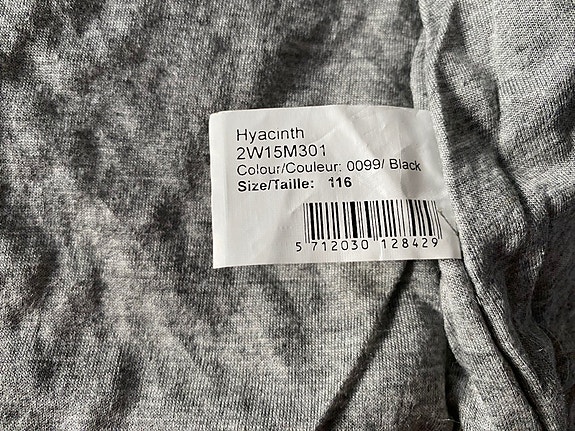 Hyacinth
2W15M301
Colour/Couleur: 0099/ Black
Size/Taille: 116
5 712030 128429